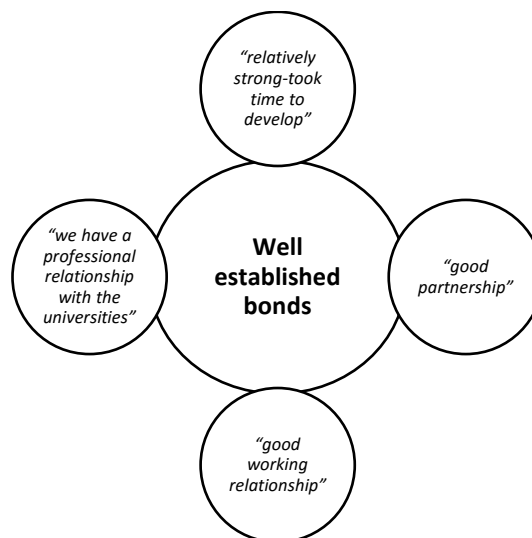 “relatively
strong-took
time to
develop”
“we have a
professional
relationship
with the
universities”
Well
established
bonds
“good
partnership”
“good
working
relationship”